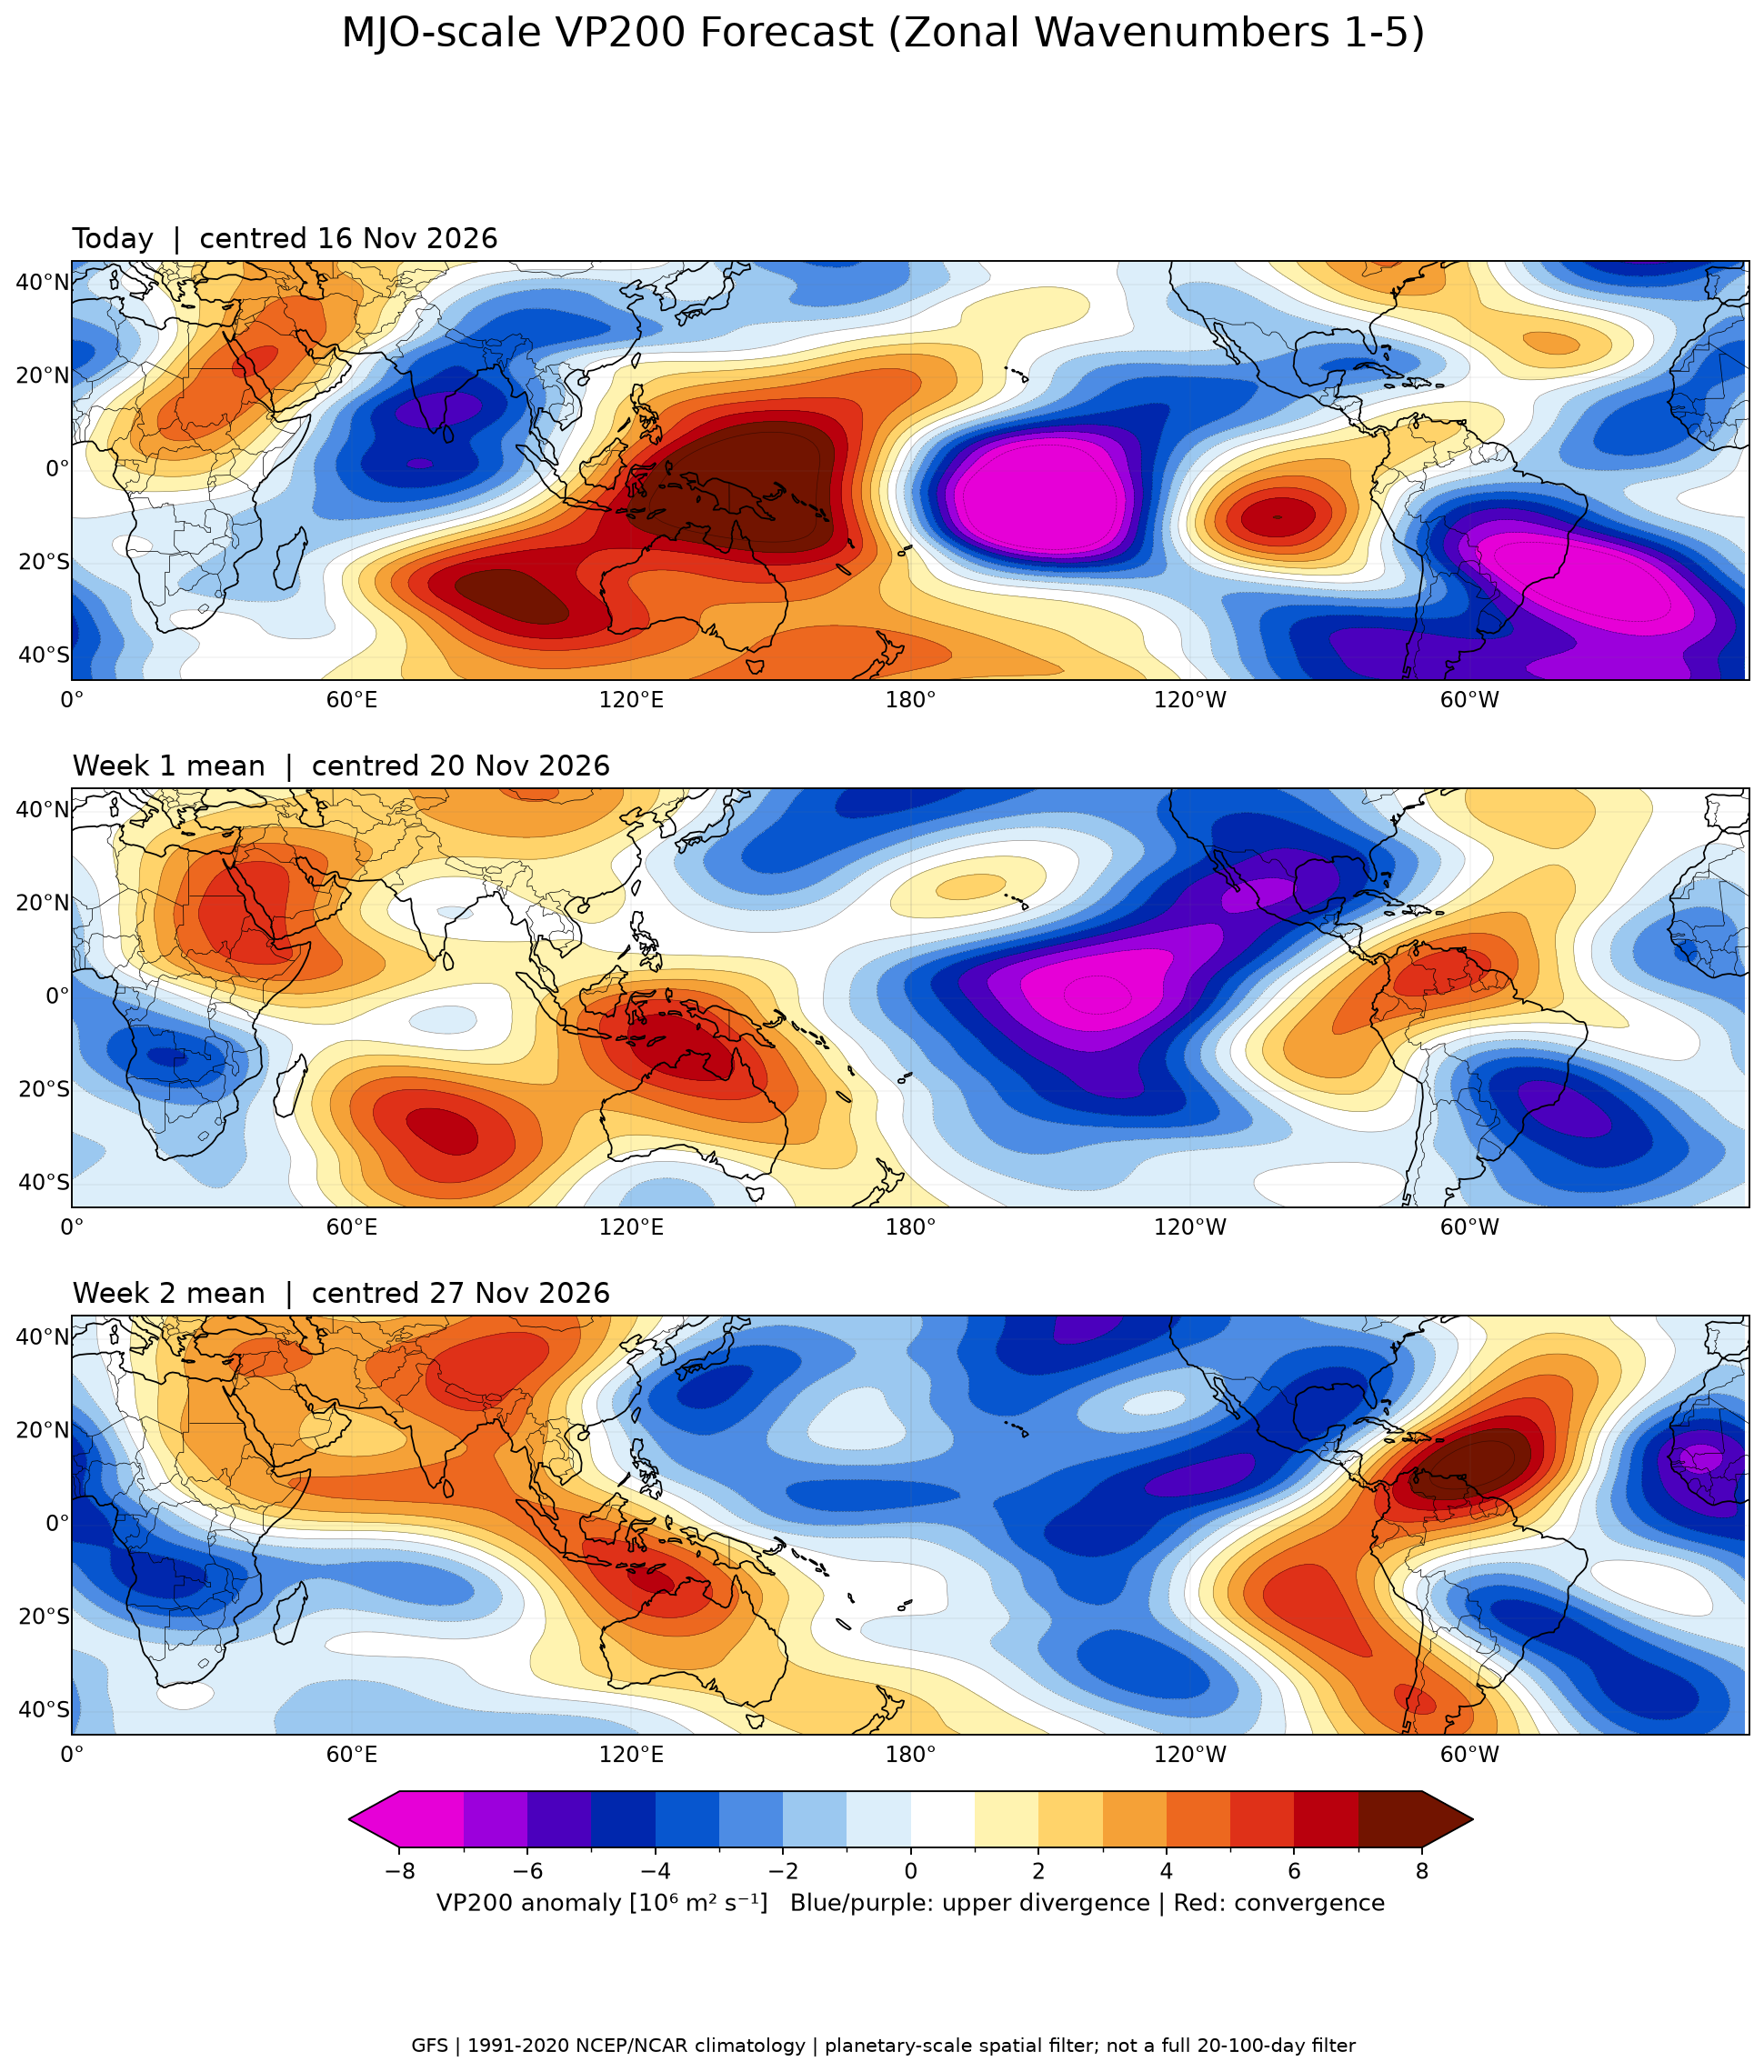 MJO-scale VP200 Forecast (Zonal Wavenumbers 1-5)
Today | centred 16 Nov 2026
40°N
20°N
0°
20°S
40°S
0° 60°E 120°E 180° 120°W 60°W
Week 1 mean | centred 20 Nov 2026
40°N
20°N
0°
20°S
40°S
0° 60°E 120°E 180° 120°W 60°W
Week 2 mean | centred 27 Nov 2026
40°N
20°N
0°
20°S
40°S
0° 60°E 120°E 180° 120°W 60°W
−8 −6 −4 −2 0 2 4 6 8
VP200 anomaly [10⁶ m² s⁻¹] Blue/purple: upper divergence | Red: convergence
GFS | 1991-2020 NCEP/NCAR climatology | planetary-scale spatial filter; not a full 20-100-day filter